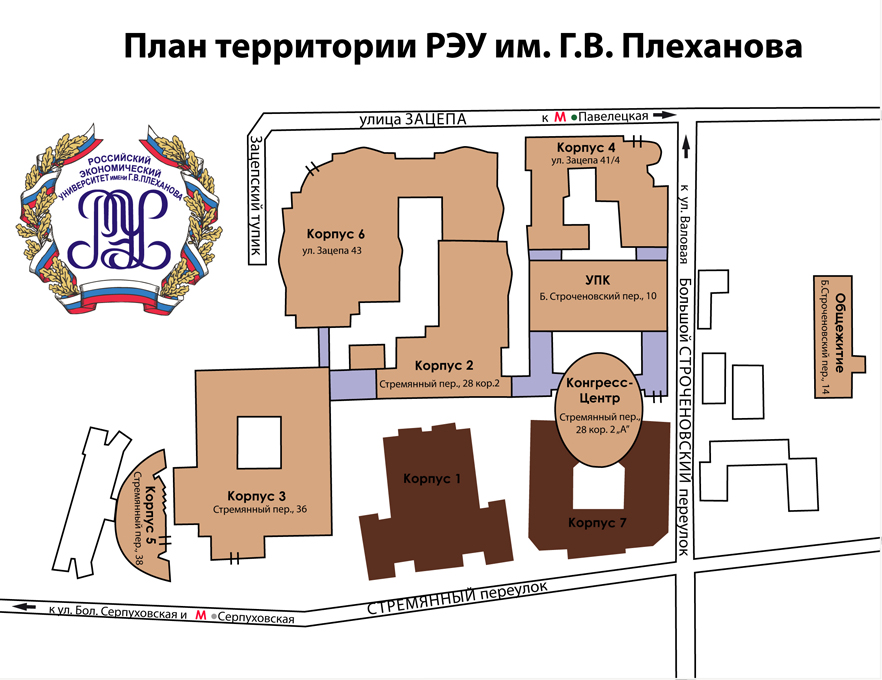 План территории РЭУ им. Г.В. Плеханова
улица ЗАЦЕПА
к М Павелецкая
Зацепский тупик
РОССИЙСКИЙ
ЭКОНОМИЧЕСКИЙ
УНИВЕРСИТЕТ ИМЕНИ Г.В.ПЛЕХАНОВА
РЭУ
Корпус 4
ул. Зацепа 41/4
к ул. Валовая
Корпус 6
ул. Зацепа 43
УПК
Б. Строченовский пер., 10
Большой СТРОЧЕНОВСКИЙ переулок
Общежитие
Б.Строченовский пер., 14
Корпус 2
Стремянный пер., 28 кор.2
Конгресс-
Центр
Стремянный пер.,
28 кор. 2 „А"
Корпус 5
Стремянный пер., 38
Корпус 3
Стремянный пер., 36
Корпус 1
Корпус 7
СТРЕМЯННЫЙ переулок
к ул. Бол. Серпуховская и М Серпуховская